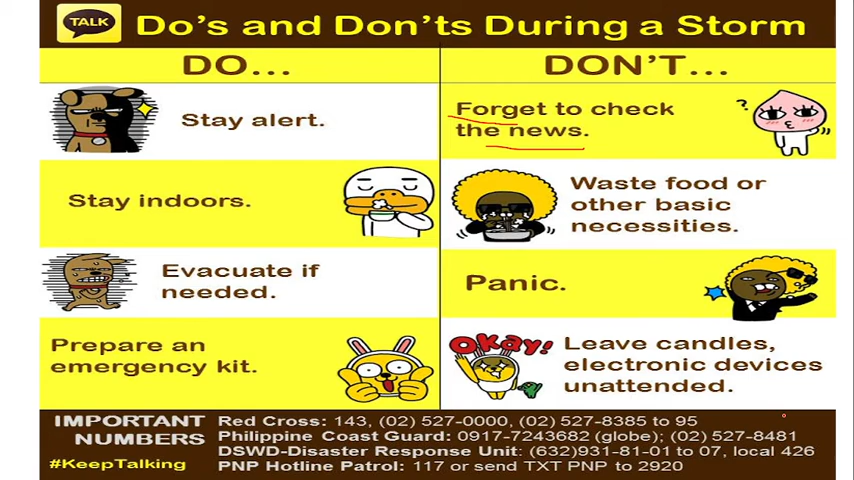 TALK
Do's and Don'ts During a Storm
DO...
DON'T...
Stay alert.
Forget to check
the news.
Stay indoors.
Waste food or
other basic
necessities.
Evacuate if
needed.
Panic.
Prepare an
emergency kit.
OKay!
Leave candles,
electronic devices
unattended.
IMPORTANT
NUMBERS
#KeepTalking
Red Cross: 143, (02) 527-0000, (02) 527-8385 to 95
Philippine Coast Guard: 0917-7243682 (globe); (02) 527-8481
DSWD-Disaster Response Unit: (632)931-81-01 to 07, local 426
PNP Hotline Patrol: 117 or send TXT PNP to 2920